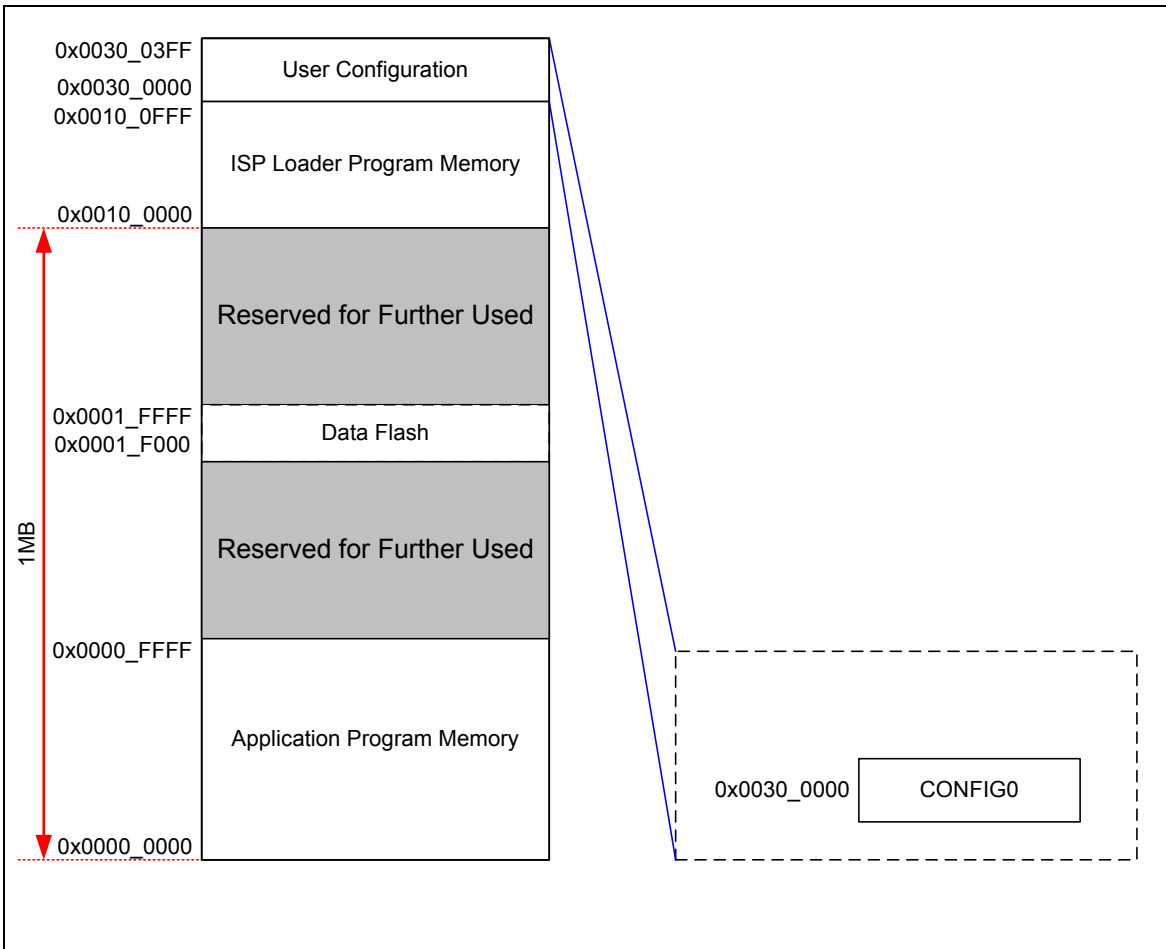 0x0030_03FF
User Configuration
0x0030_0000
0x0010_0FFF
ISP Loader Program Memory
0x0010_0000
Reserved for Further Used
0x0001_FFFF
Data Flash
0x0001_F000
Reserved for Further Used
1MB
0x0000_FFFF
Application Program Memory
0x0000_0000
0x0030_0000
CONFIG0